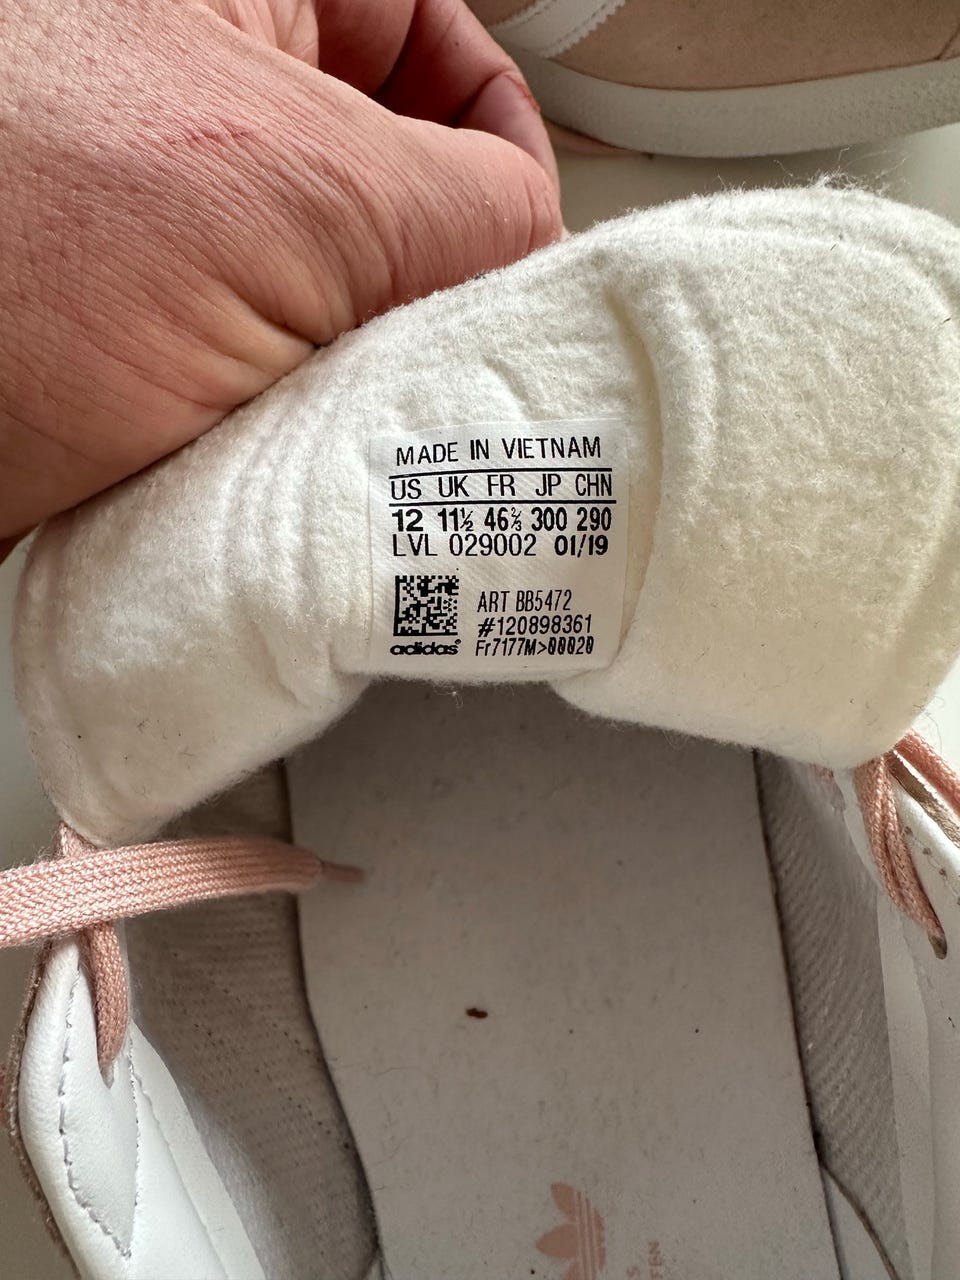 MADE IN VIETNAM
US UK FR JP CHN
12 11½ 46⅔ 300 290
LVL 029002 01/19
ART BB5472
#120898361
adidas® Fr7177M>00020